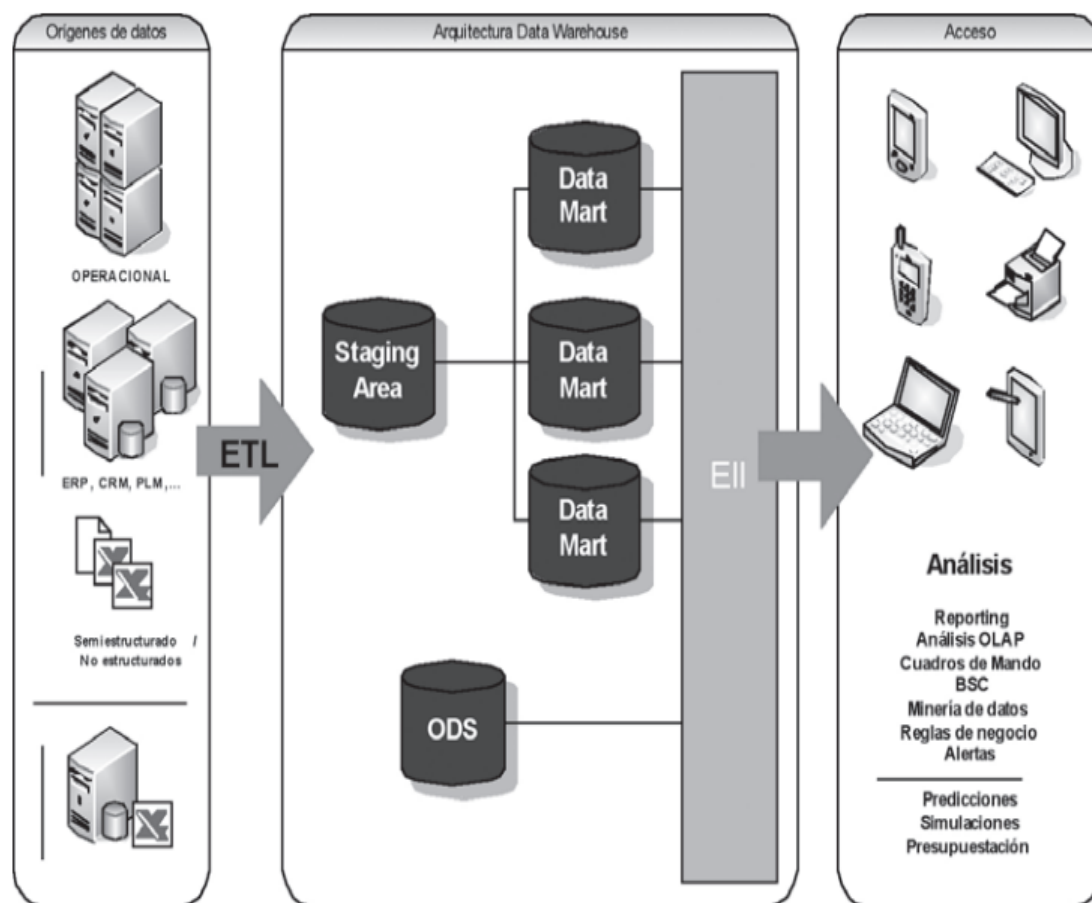 Orígenes de datos
OPERACIONAL
ERP, CRM, PLM,...
Semiestructurado /
No estructurados
ETL
Arquitectura Data Warehouse
Staging
Area
Data
Mart
Data
Mart
Data
Mart
ODS
EII
Acceso
Análisis
Reporting
Análisis OLAP
Cuadros de Mando
BSC
Minería de datos
Reglas de negocio
Alertas
Predicciones
Simulaciones
Presupuestación